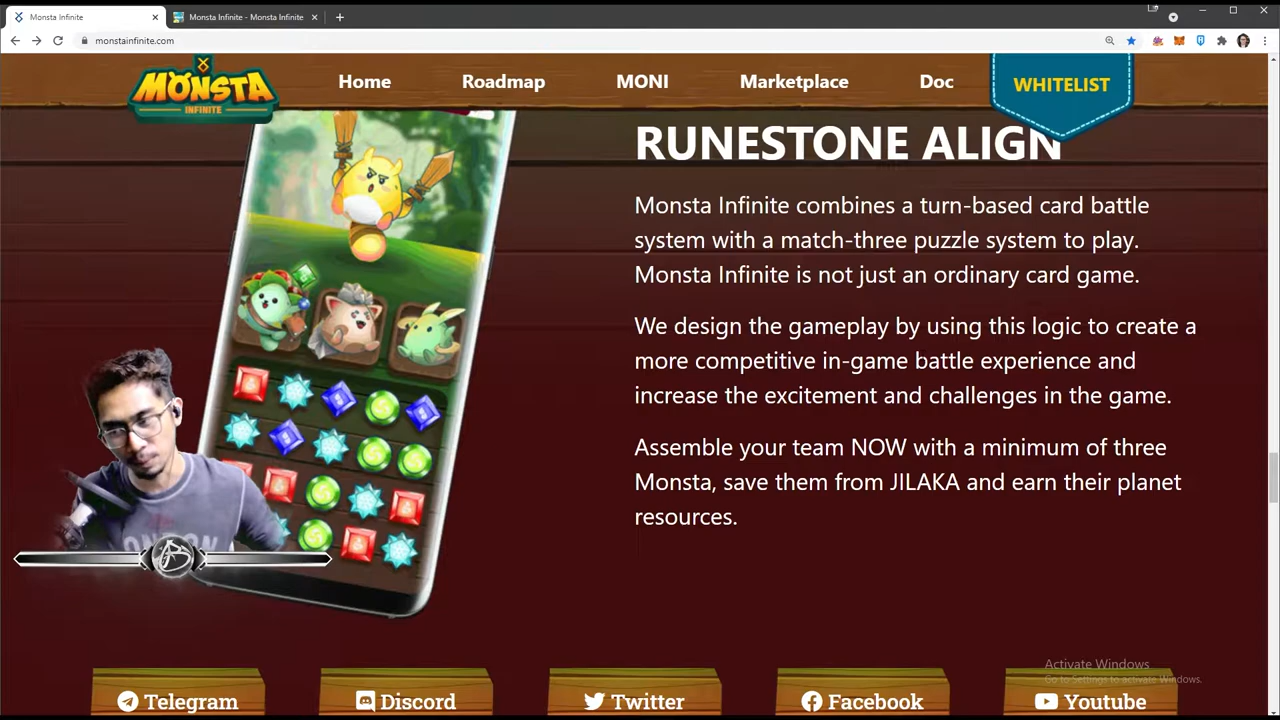 Monsta Infinite
Monsta Infinite - Monsta Infinite
monstainfinite.com
MONSTA
INFINITE
Home
Roadmap
MONI
Marketplace
Doc
WHITELIST
RUNESTONE ALIGN
Monsta Infinite combines a turn-based card battle
system with a match-three puzzle system to play.
Monsta Infinite is not just an ordinary card game.
We design the gameplay by using this logic to create a
more competitive in-game battle experience and
increase the excitement and challenges in the game.
Assemble your team NOW with a minimum of three
Monsta, save them from JILAKA and earn their planet
resources.
Activate Windows
Go to Settings to activate Windows.
Telegram
Discord
Twitter
Facebook
Youtube